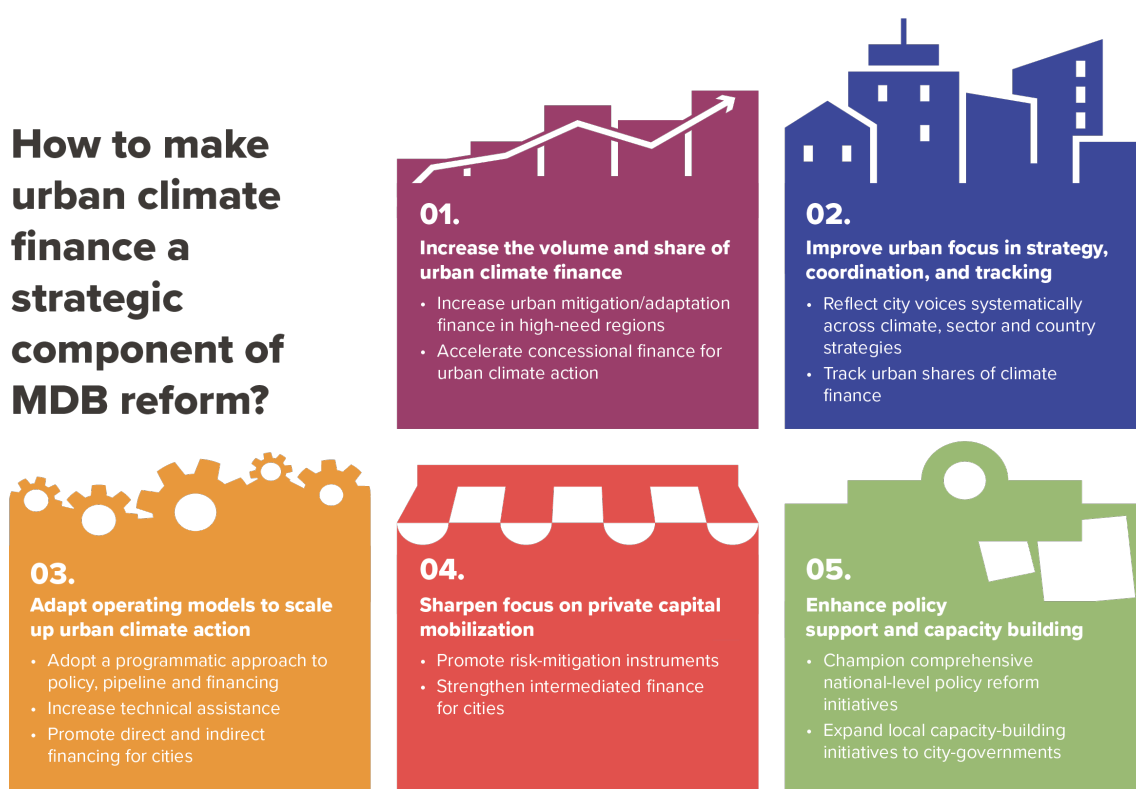 How to make
urban climate
finance a
strategic
component of
MDB reform?
01.
Increase the volume and share of
urban climate finance
• Increase urban mitigation/adaptation
finance in high-need regions
• Accelerate concessional finance for
urban climate action
02.
Improve urban focus in strategy,
coordination, and tracking
• Reflect city voices systematically
across climate, sector and country
strategies
• Track urban shares of climate
finance
03.
Adapt operating models to scale
up urban climate action
• Adopt a programmatic approach to
policy, pipeline and financing
• Increase technical assistance
• Promote direct and indirect
financing for cities
04.
Sharpen focus on private capital
mobilization
• Promote risk-mitigation instruments
• Strengthen intermediated finance
for cities
05.
Enhance policy
support and capacity building
• Champion comprehensive
national-level policy reform
initiatives
• Expand local capacity-building
initiatives to city-governments